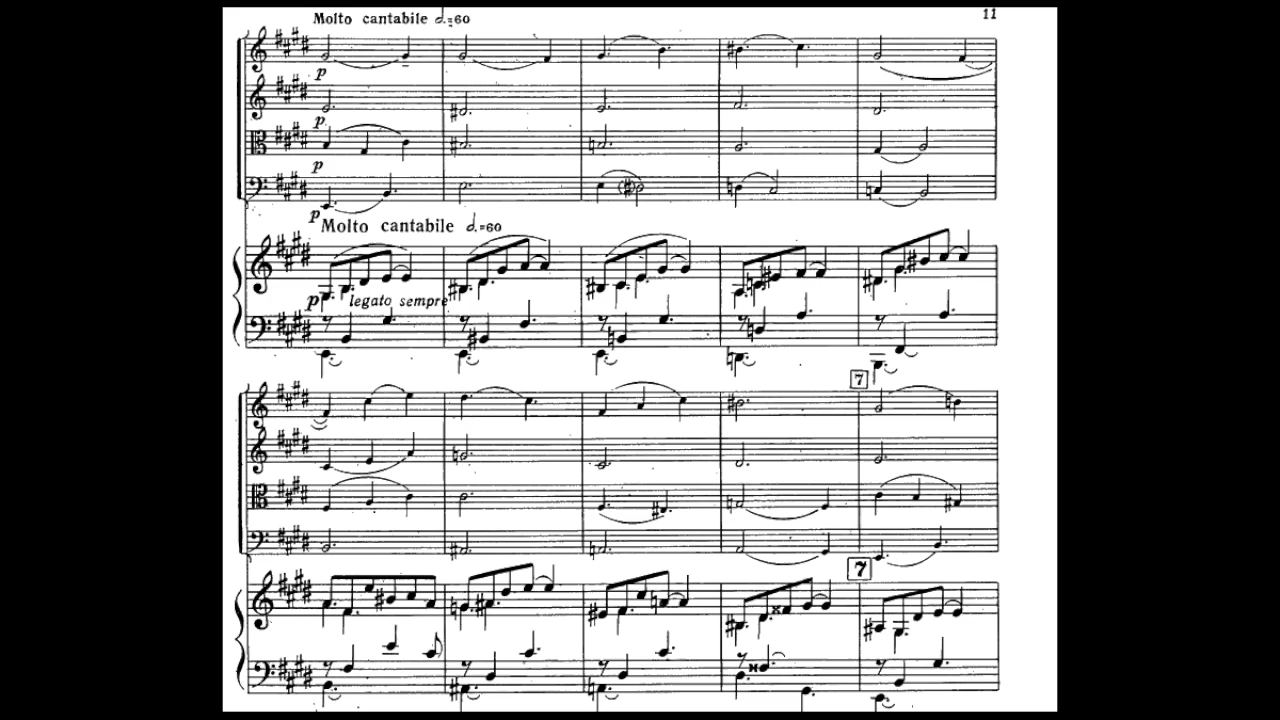 Molto cantabile 𝅗𝅥.=60
11
p
p
p
p
Molto cantabile 𝅗𝅥.=60
p legato sempre
7
7